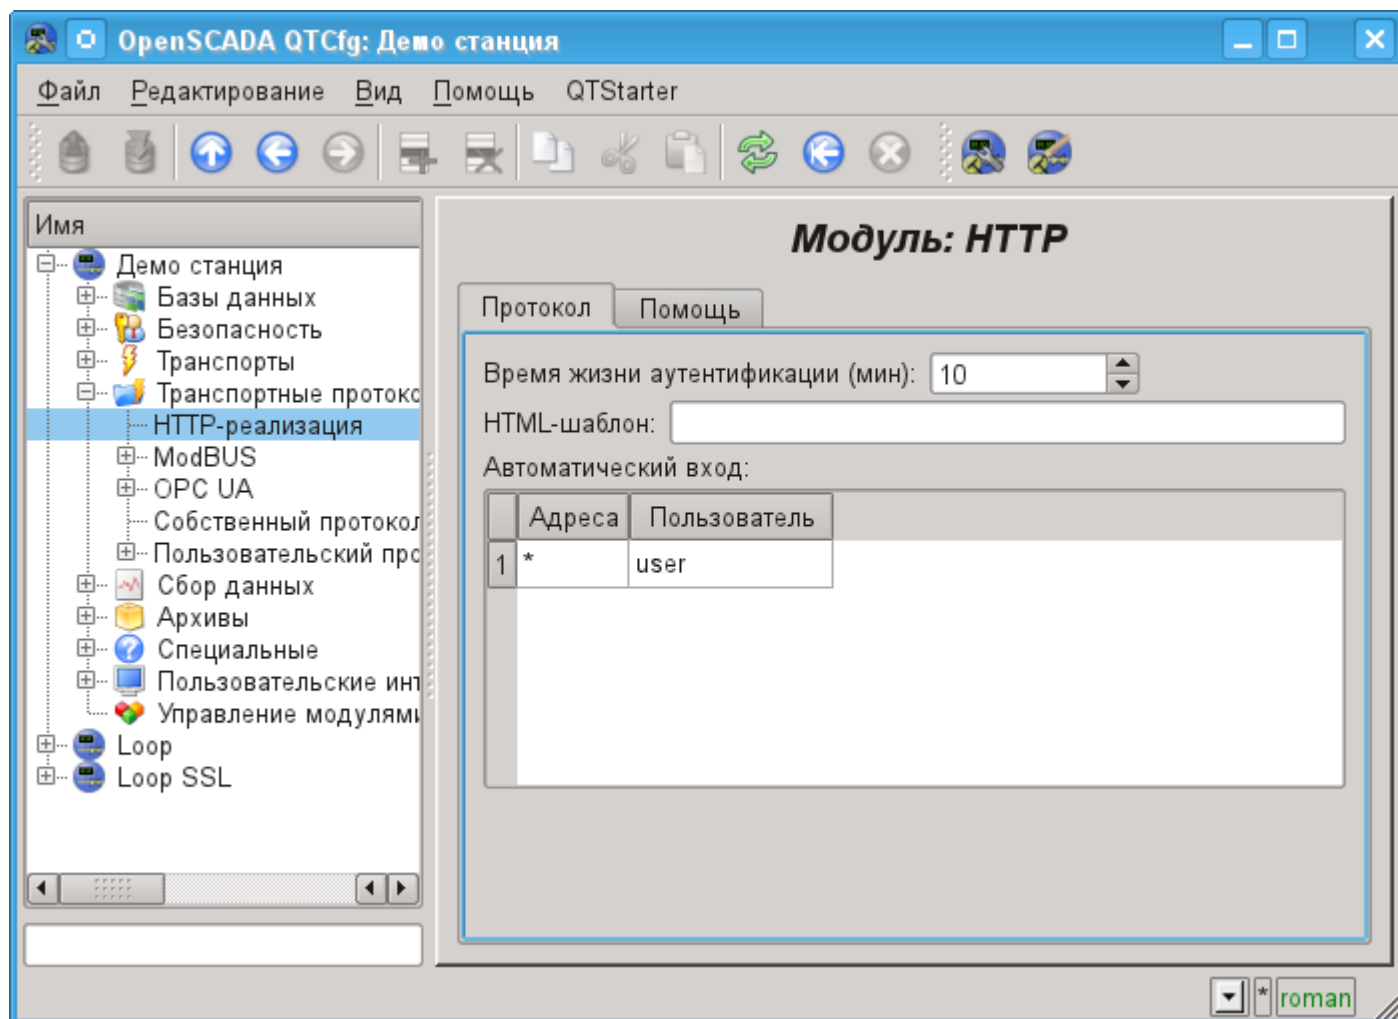 OpenSCADA QTCfg: Демо станция
Файл Редактирование Вид Помощь QTStarter
Имя
Демо станция
Базы данных
Безопасность
Транспорты
Транспортные протоко
HTTP-реализация
ModBUS
OPC UA
Собственный протокол
Пользовательский про
Сбор данных
Архивы
Специальные
Пользовательские инт
Управление модулями
Loop
Loop SSL
Модуль: HTTP
Протокол Помощь
Время жизни аутентификации (мин): 10
HTML-шаблон:
Автоматический вход:
Адреса Пользователь
1 * user
* roman